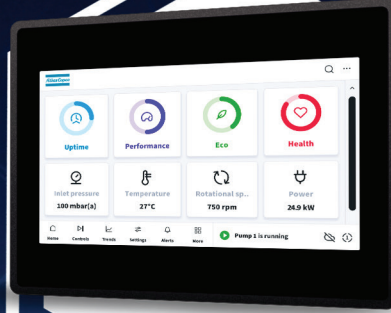 Atlas Copco
Uptime
Performance
Eco
Health
Inlet pressure
100 mbar(a)
Temperature
27°C
Rotational sp..
750 rpm
Power
24.9 kW
Home
Controls
Trends
Settings
Alerts
More
Pump 1 is running